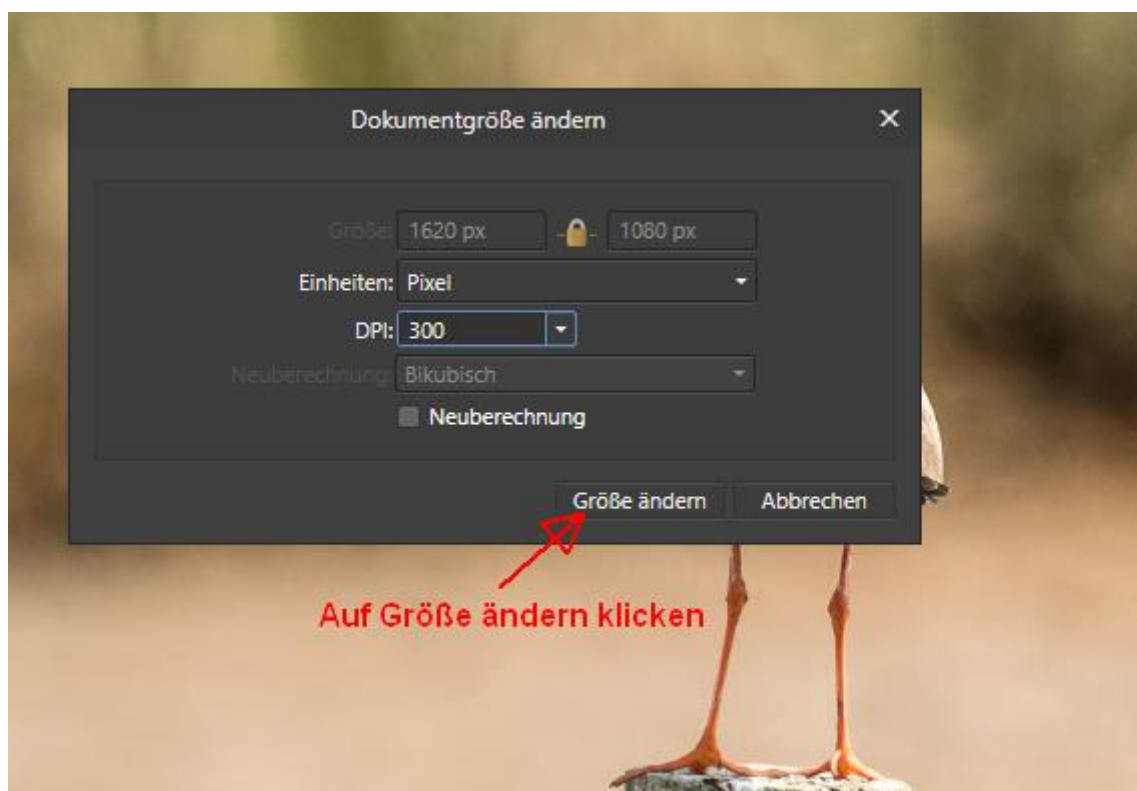 Dokumentgröße ändern
Größe: 1620 px 1080 px
Einheiten: Pixel
DPI: 300
Neuberechnung: Bikubisch
Neuberechnung
Größe ändern Abbrechen
Auf Größe ändern klicken